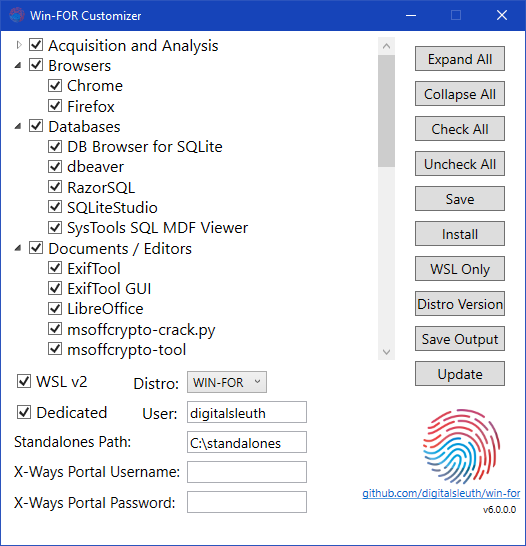 Win-FOR Customizer
Acquisition and Analysis
Browsers
Chrome
Firefox
Databases
DB Browser for SQLite
dbeaver
RazorSQL
SQLiteStudio
SysTools SQL MDF Viewer
Documents / Editors
ExifTool
ExifTool GUI
LibreOffice
msoffcrypto-crack.py
msoffcrypto-tool
Expand All
Collapse All
Check All
Uncheck All
Save
Install
WSL Only
Distro Version
Save Output
Update
WSL v2 Distro: WIN-FOR
Dedicated User: digitalsleuth
Standalones Path: C:\standalones
X-Ways Portal Username:
X-Ways Portal Password:
github.com/digitalsleuth/win-for
v6.0.0.0